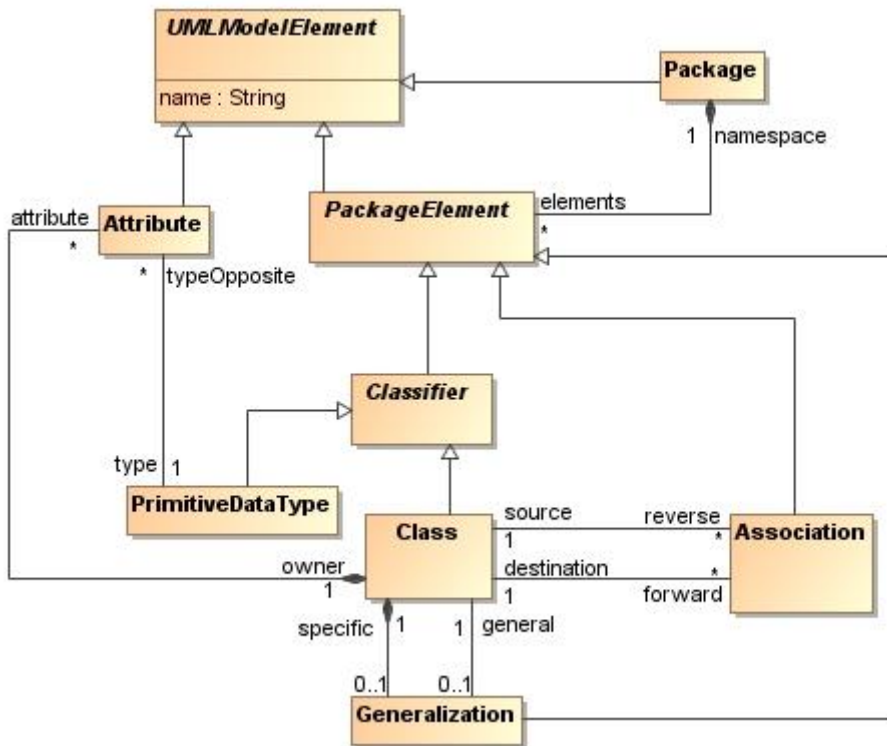 UMLModelElement
name : String
Package
1 namespace
attribute
*
Attribute
* typeOpposite
PackageElement
elements
*
Classifier
type 1
PrimitiveDataType
Class
source
1
reverse
*
destination
1
*
forward
Association
owner
1
specific 1
1 general
0..1
0..1
Generalization